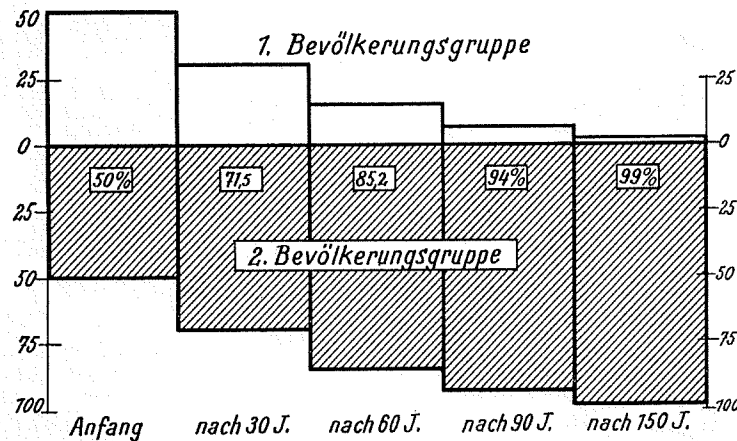 50
1. Bevölkerungsgruppe
25 25
0 0
50% 71,5 85,2 94% 99%
25 25
2. Bevölkerungsgruppe
50 50
75 75
100 100
Anfang nach 30 J. nach 60 J. nach 90 J. nach 150 J.